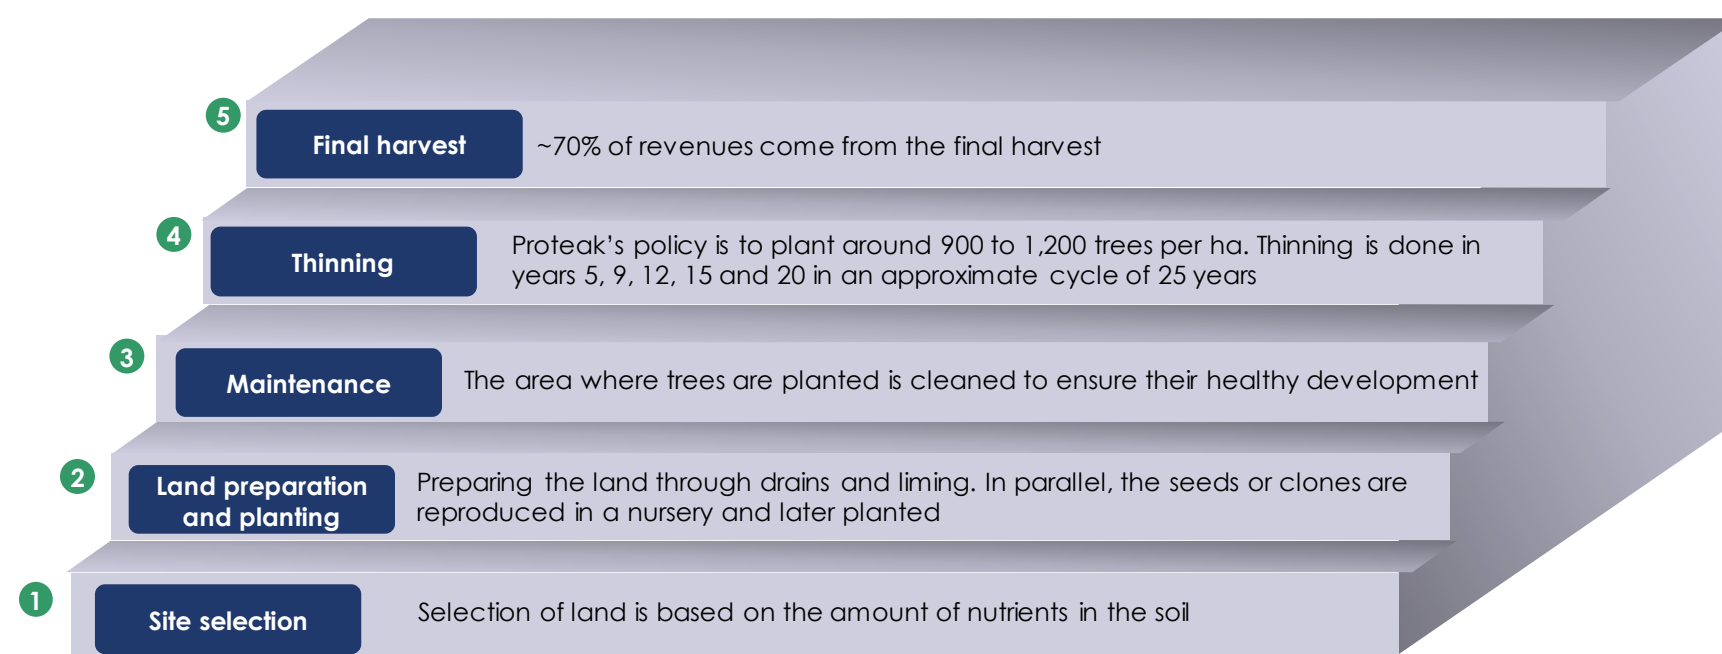 5
Final harvest
~70% of revenues come from the final harvest
4
Thinning
Proteak’s policy is to plant around 900 to 1,200 trees per ha. Thinning is done in
years 5, 9, 12, 15 and 20 in an approximate cycle of 25 years
3
Maintenance
The area where trees are planted is cleaned to ensure their healthy development
2
Land preparation
and planting
Preparing the land through drains and liming. In parallel, the seeds or clones are
reproduced in a nursery and later planted
1
Site selection
Selection of land is based on the amount of nutrients in the soil